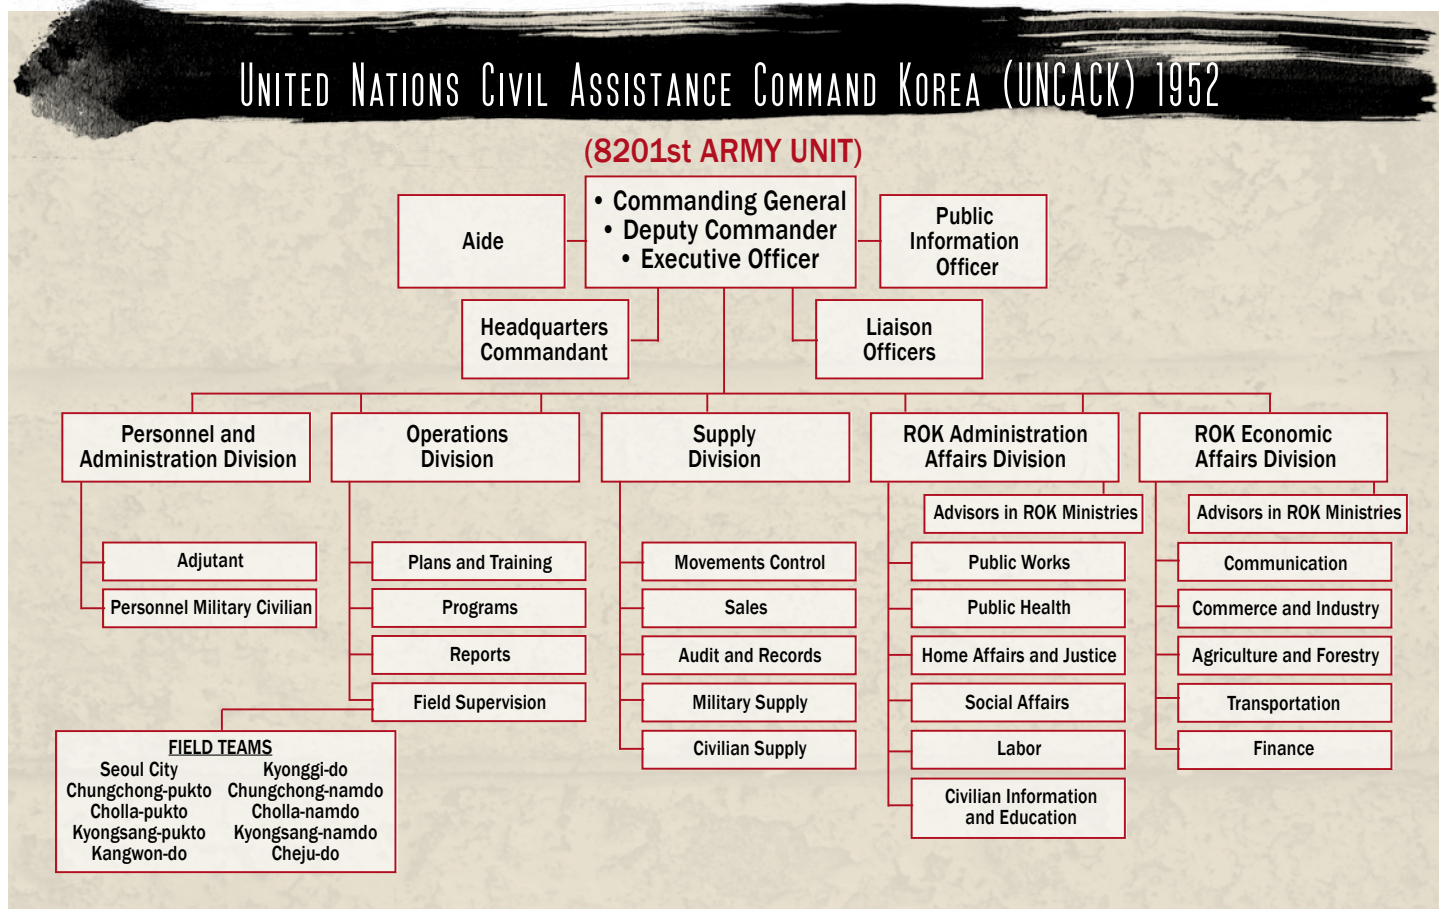 United Nations Civil Assistance Command Korea (UNCACK) 1952
(8201st ARMY UNIT)
Aide
• Commanding General
• Deputy Commander
• Executive Officer
Public
Information
Officer
Headquarters
Commandant
Liaison
Officers
Personnel and
Administration Division
Adjutant
Personnel Military Civilian
Operations
Division
Plans and Training
Programs
Reports
Field Supervision
FIELD TEAMS
Seoul City Kyonggi-do
Chungchong-pukto Chungchong-namdo
Cholla-pukto Cholla-namdo
Kyongsang-pukto Kyongsang-namdo
Kangwon-do Cheju-do
Supply
Division
Movements Control
Sales
Audit and Records
Military Supply
Civilian Supply
ROK Administration
Affairs Division
Advisors in ROK Ministries
Public Works
Public Health
Home Affairs and Justice
Social Affairs
Labor
Civilian Information
and Education
ROK Economic
Affairs Division
Advisors in ROK Ministries
Communication
Commerce and Industry
Agriculture and Forestry
Transportation
Finance